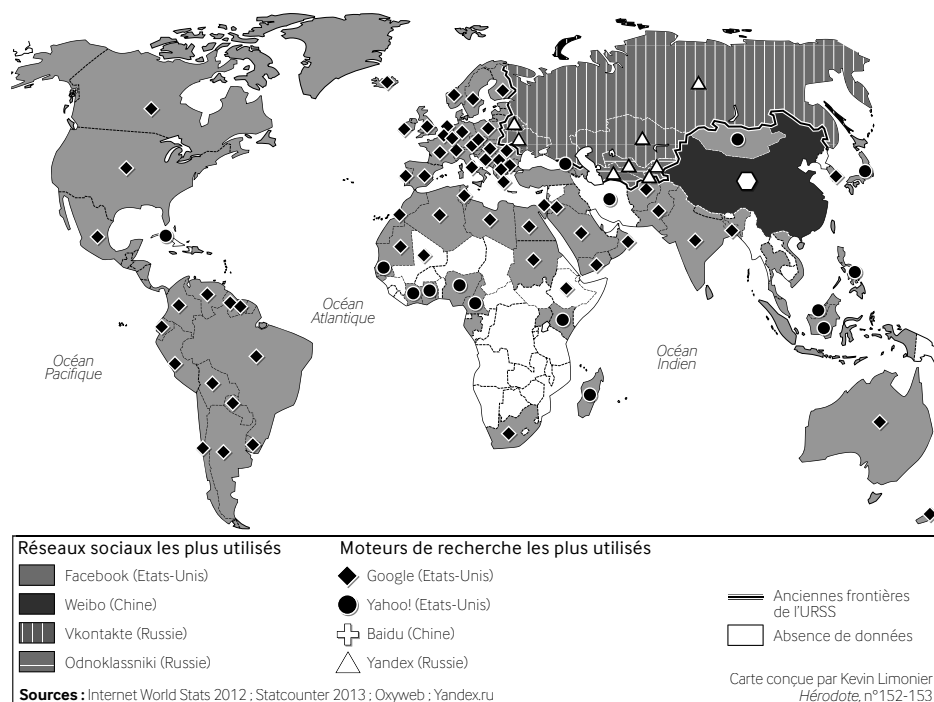 Océan
Atlantique
Océan
Pacifique
Océan
Indien
Réseaux sociaux les plus utilisés
Facebook (Etats-Unis)
Weibo (Chine)
Vkontakte (Russie)
Odnoklassniki (Russie)
Moteurs de recherche les plus utilisés
Google (Etats-Unis)
Yahoo! (Etats-Unis)
Baidu (Chine)
Yandex (Russie)
Anciennes frontières
de l'URSS
Absence de données
Sources : Internet World Stats 2012 ; Statcounter 2013 ; Oxyweb ; Yandex.ru
Carte conçue par Kevin Limonier
Hérodote, n°152-153